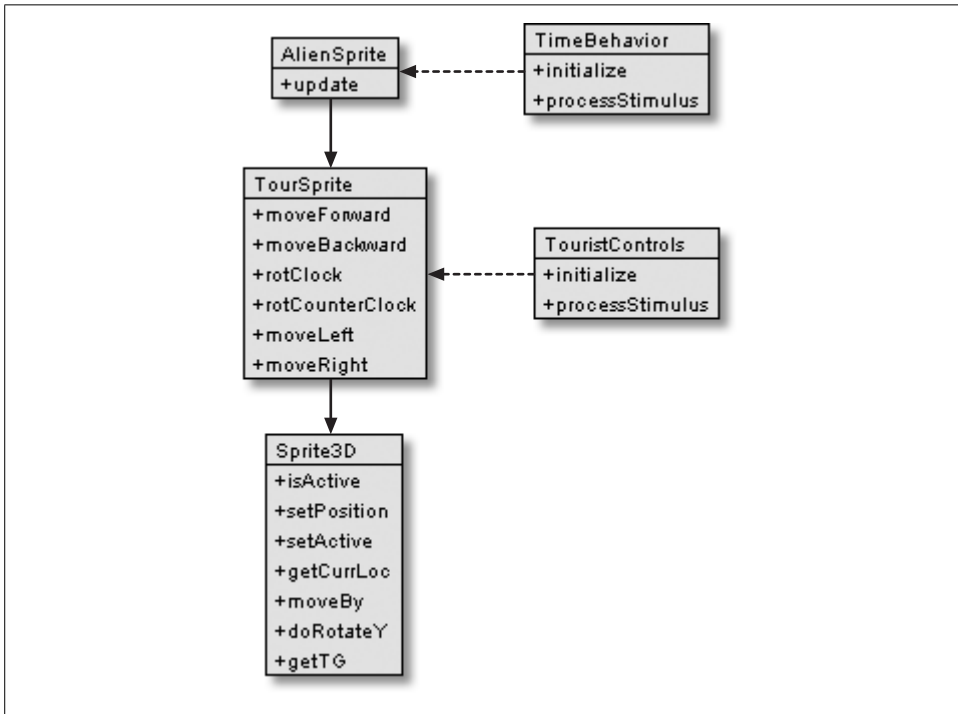 AlienSprite
+update
TimeBehavior
+initialize
+processStimulus
TourSprite
+moveForward
+moveBackward
+rotClock
+rotCounterClock
+moveLeft
+moveRight
TouristControls
+initialize
+processStimulus
Sprite3D
+isActive
+setPosition
+setActive
+getCurrLoc
+moveBy
+doRotateY
+getTG